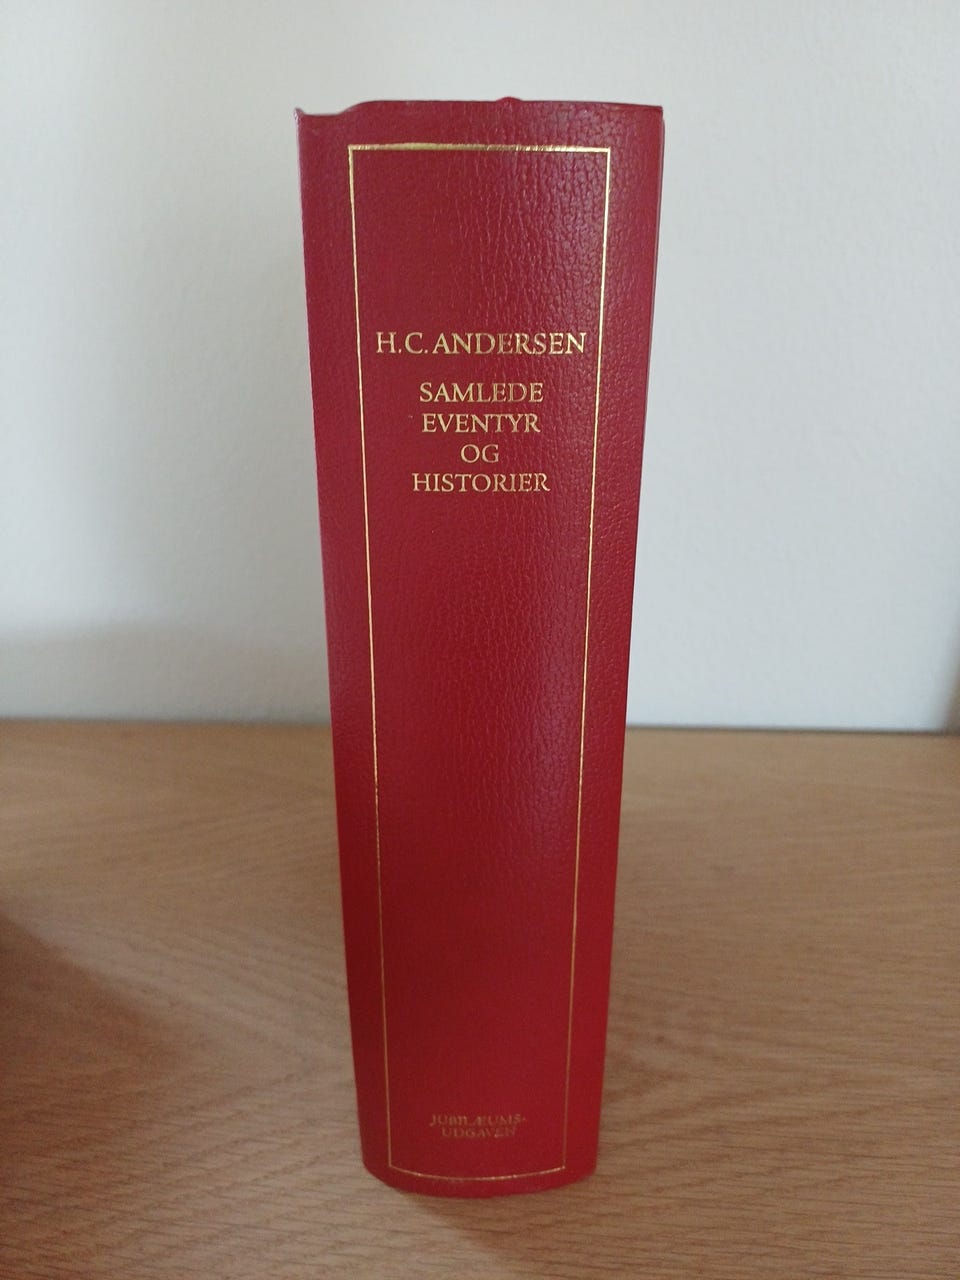 H.C. ANDERSEN
SAMLEDE
EVENTYR
OG
HISTORIER
JUBILÆUMS-
UDGAVEN